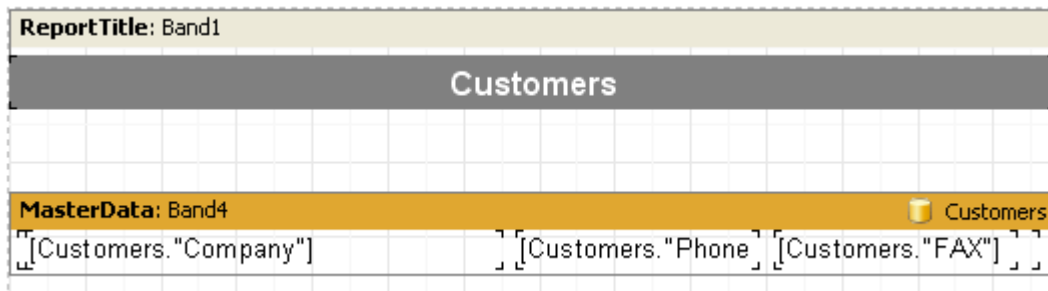 ReportTitle: Band1
Customers
MasterData: Band4 Customers
[Customers."Company"] [Customers."Phone [Customers."FAX"]